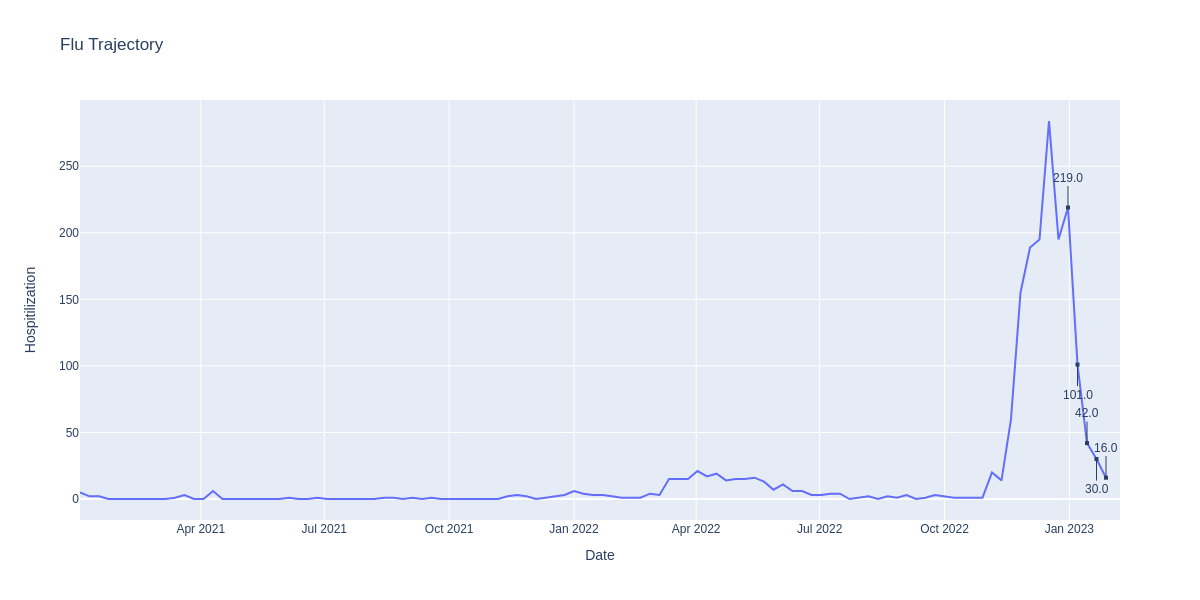 Flu Trajectory
Hospitilization
250
200
150
100
50
0
219.0
101.0
42.0
16.0
30.0
Apr 2021
Jul 2021
Oct 2021
Jan 2022
Apr 2022
Jul 2022
Oct 2022
Jan 2023
Date